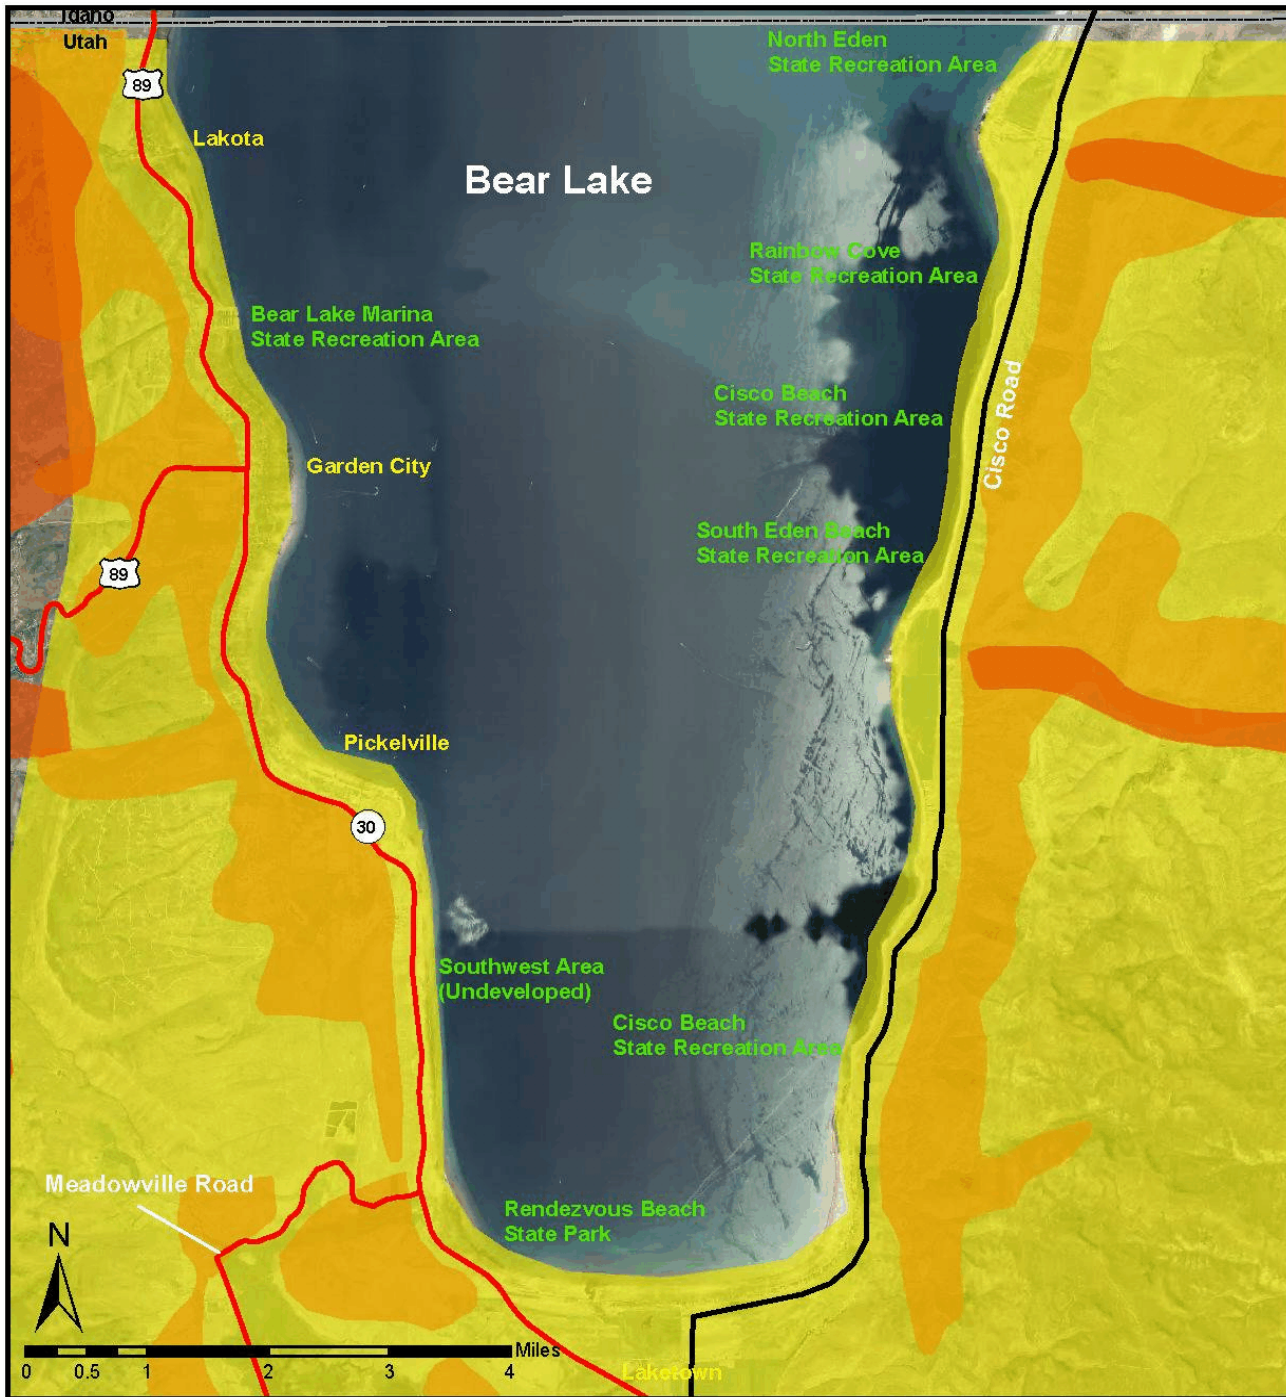 Idaho
Utah
North Eden
State Recreation Area
89
Lakota
Bear Lake
Rainbow Cove
State Recreation Area
Bear Lake Marina
State Recreation Area
Cisco Road
Cisco Beach
State Recreation Area
Garden City
South Eden Beach
State Recreation Area
89
Pickelville
30
Southwest Area
(Undeveloped)
Cisco Beach
State Recreation Area
Meadowville Road
Rendezvous Beach
State Park
N
Miles
0 0.5 1 2 3 4
Laketown